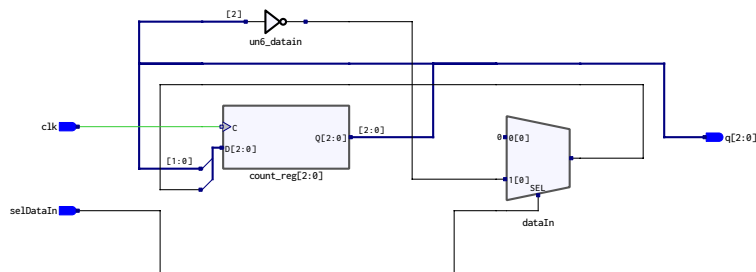 [2]
un6_datain
clk
C
Q[2:0]
[2:0]
D[2:0]
[1:0]
count_reg[2:0]
0
0[0]
1[0]
SEL
dataIn
q[2:0]
selDataIn